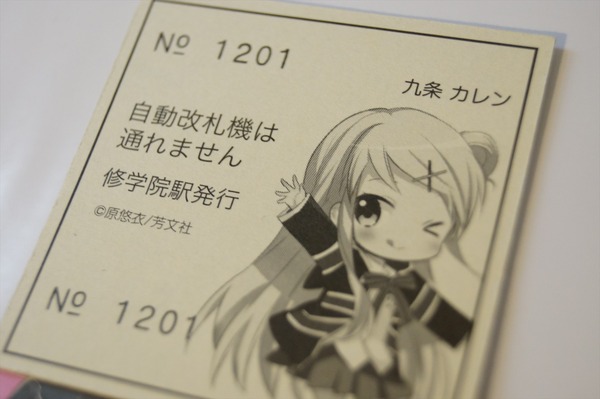 № 1201
九条 カレン
自動改札機は
通れません
修学院駅発行
©原悠衣/芳文社
№ 1201